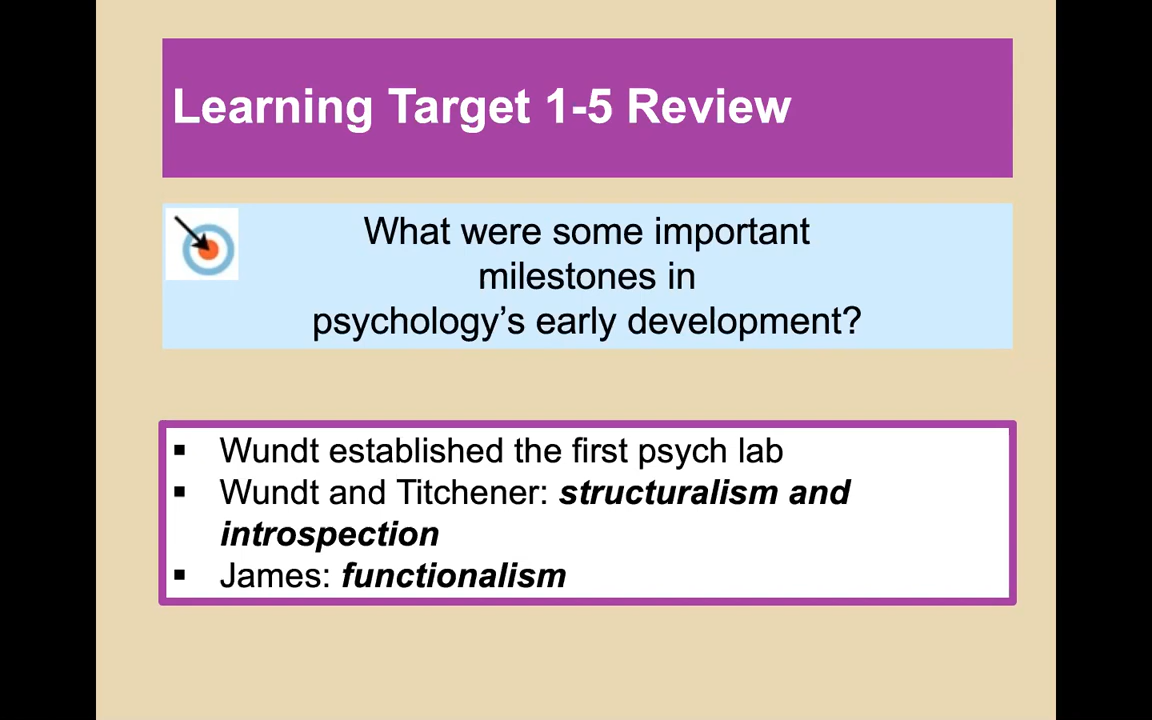 Learning Target 1-5 Review
What were some important
milestones in
psychology’s early development?
▪ Wundt established the first psych lab
▪ Wundt and Titchener: structuralism and
introspection
▪ James: functionalism